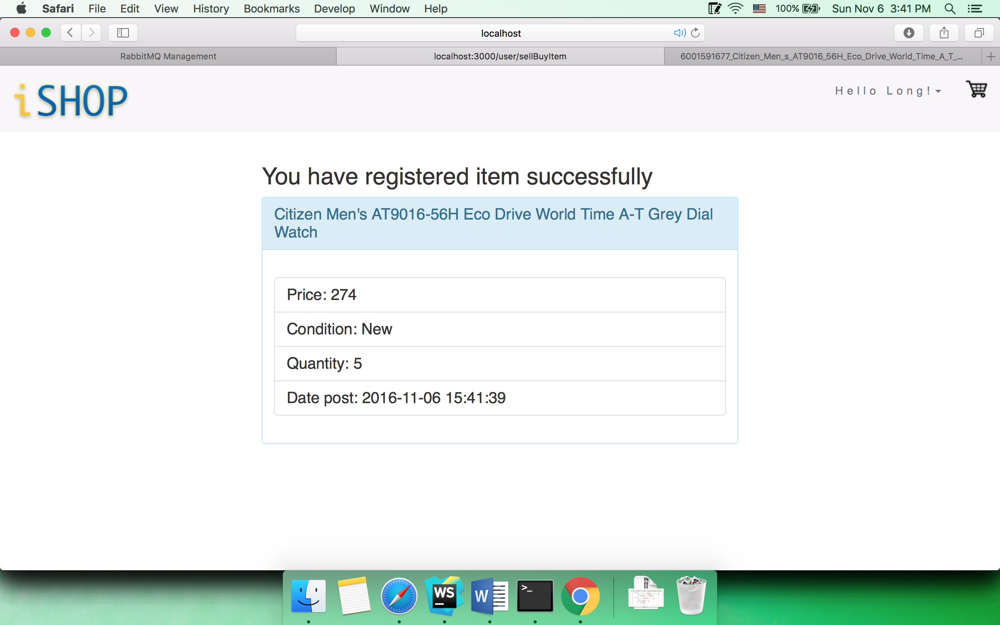 Safari File Edit View History Bookmarks Develop Window Help 100% Sun Nov 6 3:41 PM
localhost
RabbitMQ Management localhost:3000/user/sellBuyItem 6001591677_Citizen_Men_s_AT9016_56H_Eco_Drive_World_Time_A_T_...
iSHOP
Hello Long!
You have registered item successfully
Citizen Men's AT9016-56H Eco Drive World Time A-T Grey Dial
Watch
Price: 274
Condition: New
Quantity: 5
Date post: 2016-11-06 15:41:39
WS W >_